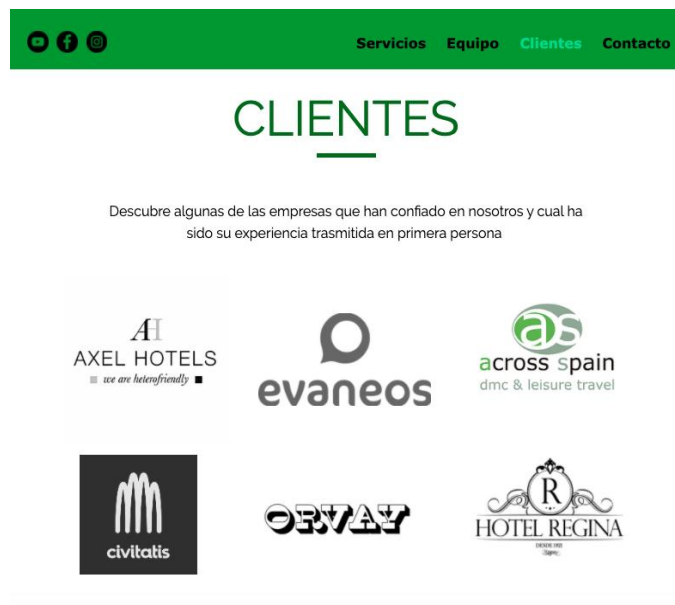 Servicios Equipo Clientes Contacto
CLIENTES
Descubre algunas de las empresas que han confiado en nosotros y cual ha
sido su experiencia trasmitida en primera persona
AH
AXEL HOTELS
we are heterofriendly
evaneos
as
across spain
dmc & leisure travel
civitatis
ORVAY
R
HOTEL REGINA